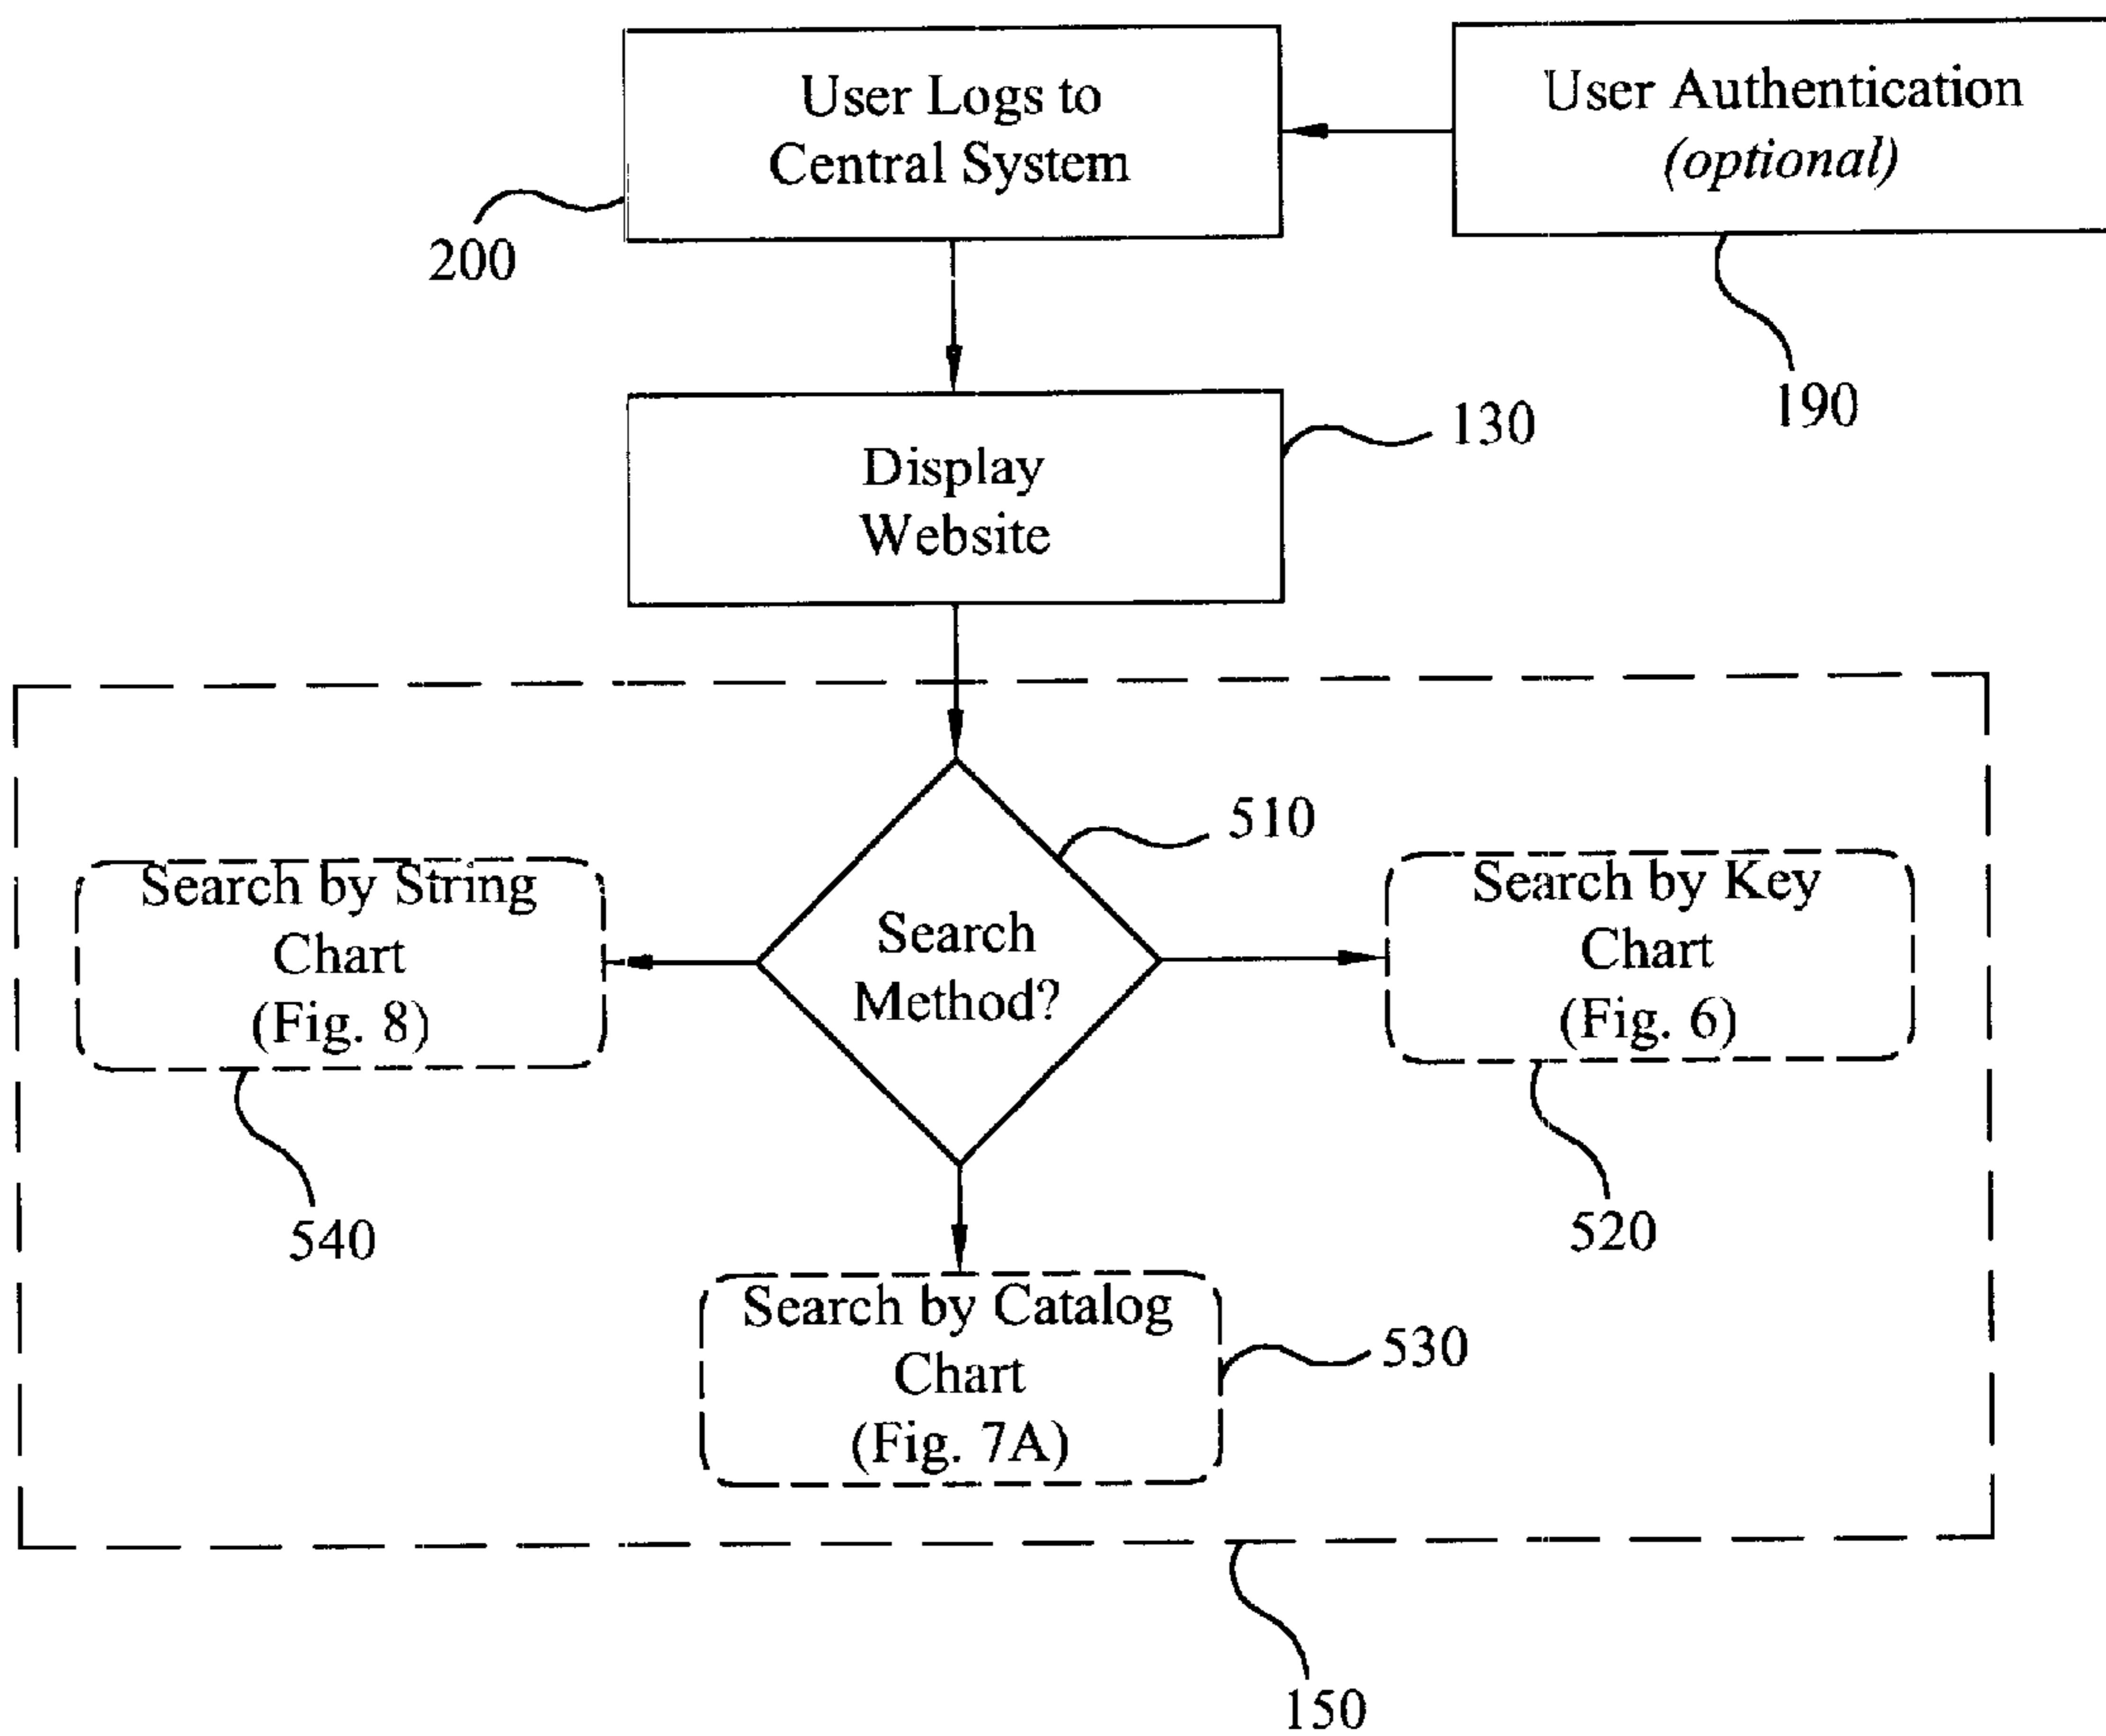 User Logs to
Central System
User Authentication
(optional)
200
190
Display
Website
130
510
Search by String
Chart
(Fig. 8)
Search
Method?
Search by Key
Chart
(Fig. 6)
540
520
Search by Catalog
Chart
(Fig. 7A)
530
150